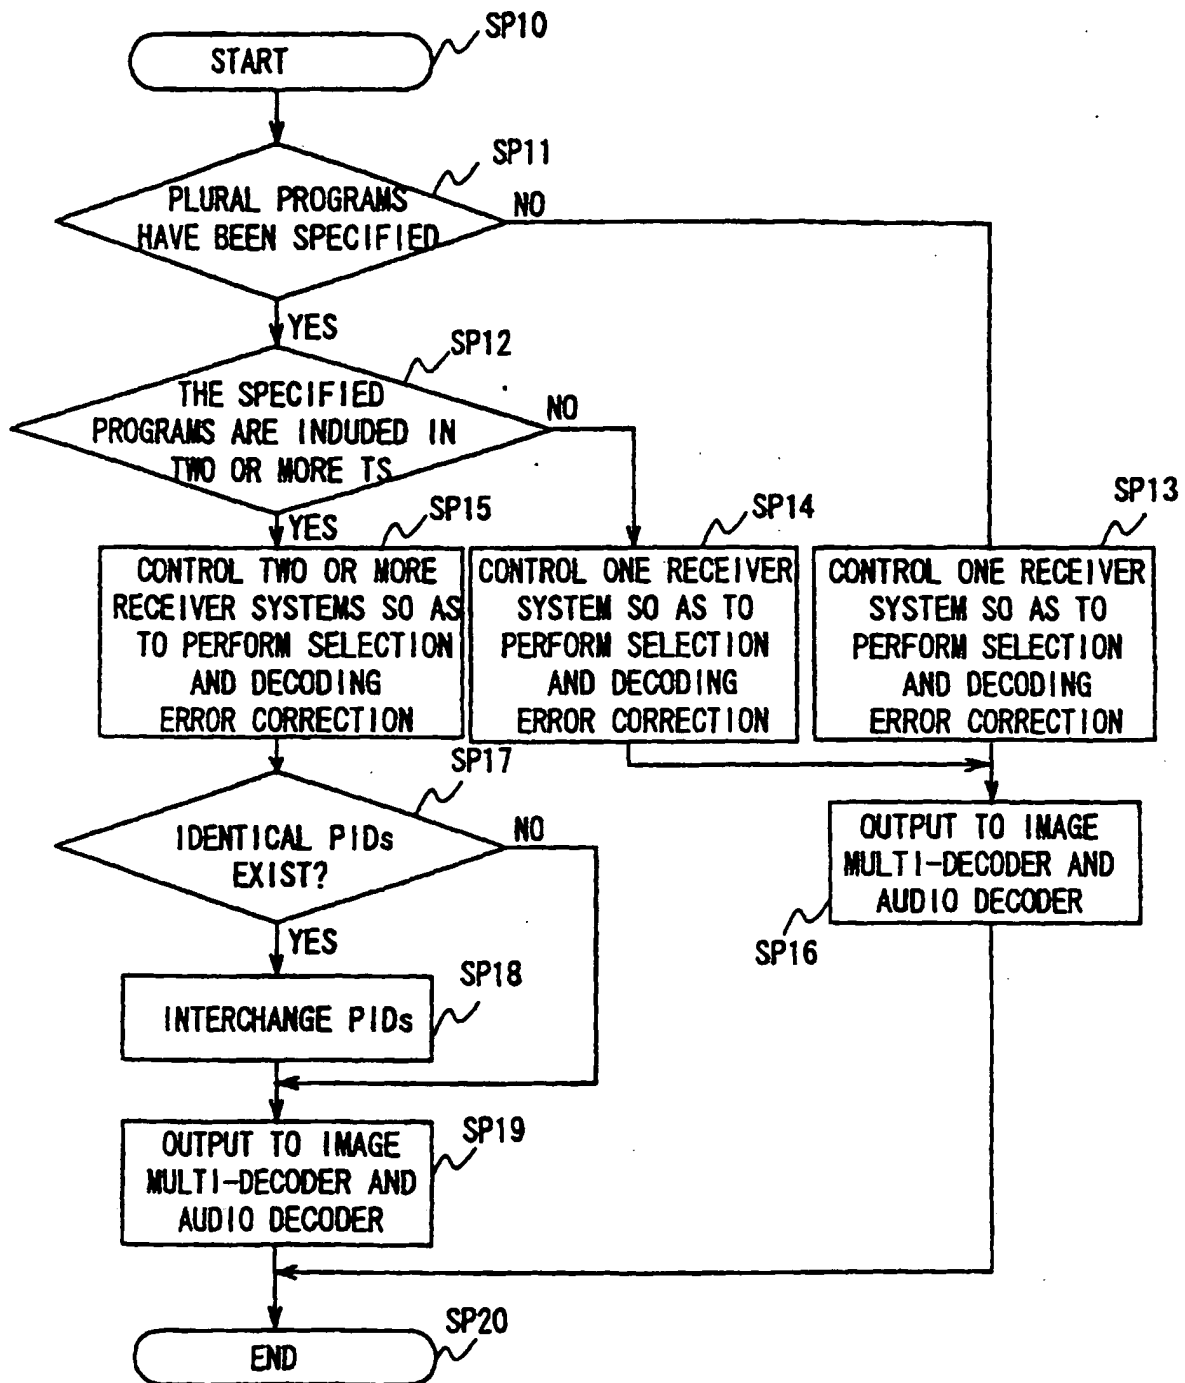 SP10
START
SP11
PLURAL PROGRAMS
HAVE BEEN SPECIFIED
NO
YES
SP12
THE SPECIFIED
PROGRAMS ARE INDUDED IN
TWO OR MORE TS
NO
YES
SP15
CONTROL TWO OR MORE
RECEIVER SYSTEMS SO AS
TO PERFORM SELECTION
AND DECODING
ERROR CORRECTION
SP14
CONTROL ONE RECEIVER
SYSTEM SO AS TO
PERFORM SELECTION
AND DECODING
ERROR CORRECTION
SP13
CONTROL ONE RECEIVER
SYSTEM SO AS TO
PERFORM SELECTION
AND DECODING
ERROR CORRECTION
SP17
IDENTICAL PIDs
EXIST?
NO
YES
OUTPUT TO IMAGE
MULTI-DECODER AND
AUDIO DECODER
SP16
SP18
INTERCHANGE PIDs
SP19
OUTPUT TO IMAGE
MULTI-DECODER AND
AUDIO DECODER
SP20
END